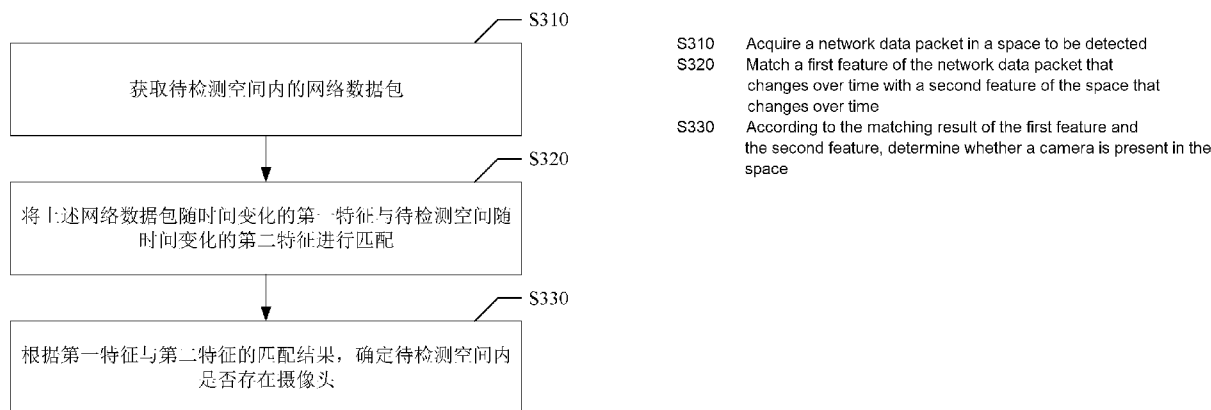 S310
获取待检测空间内的网络数据包
S320
将上述网络数据包随时间变化的第一特征与待检测空间随
时间变化的第二特征进行匹配
S330
根据第一特征与第二特征的匹配结果，确定待检测空间内
是否存在摄像头
S310 Acquire a network data packet in a space to be detected
S320 Match a first feature of the network data packet that
changes over time with a second feature of the space that
changes over time
S330 According to the matching result of the first feature and
the second feature, determine whether a camera is present in the
space